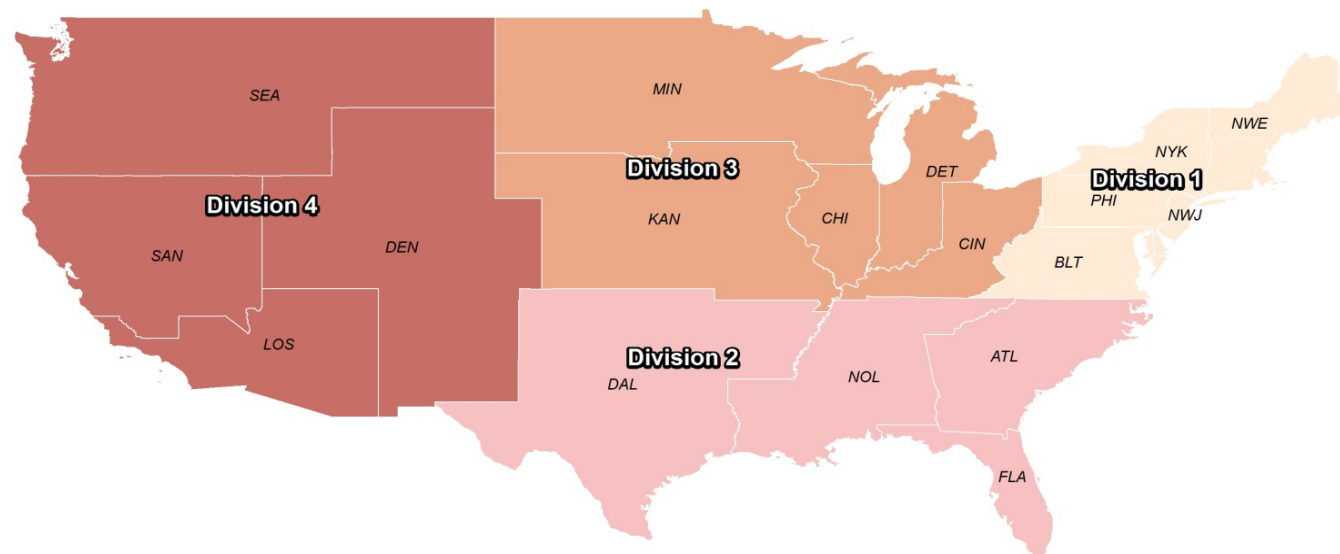 SEA
MIN
NWE
NYK
Division 3
DET
Division 1
PHI
Division 4
NWJ
KAN
CHI
CIN
DEN
SAN
BLT
LOS
Division 2
ATL
DAL
NOL
FLA